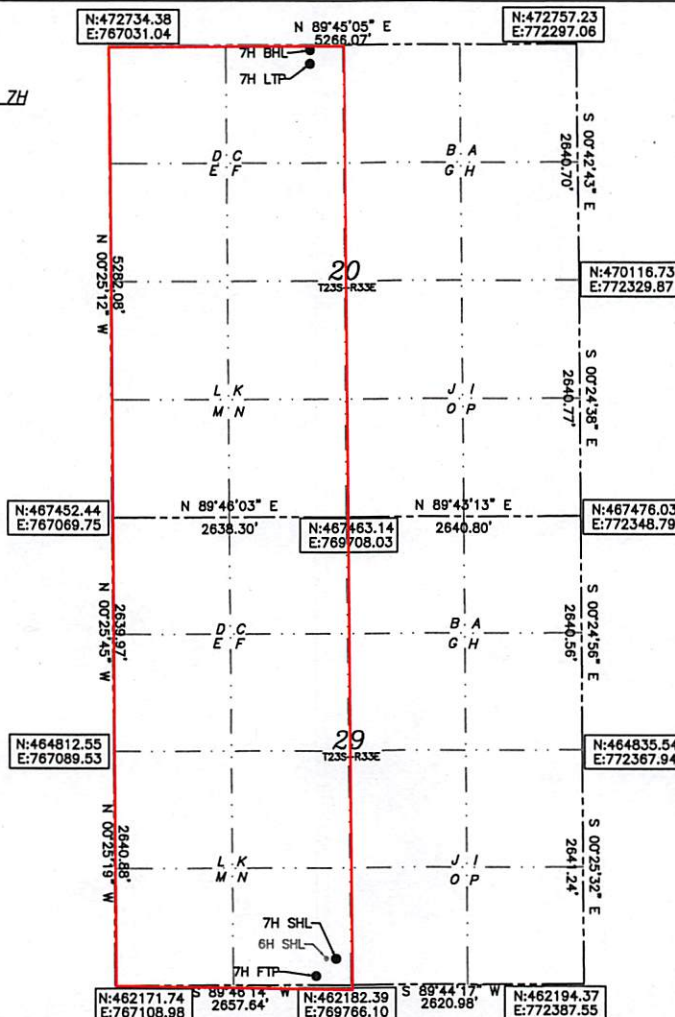 N:472734.38
E:767031.04
N 89°45'05" E
5266.07'
N:472757.23
E:772297.06
7H
7H BHL
7H LTP
S 00°42'43" E
2640.70'
D C
E F
B A
G H
N 00°25'12" W
5282.08'
20
T23S-R33E
N:470116.73
E:772329.87
S 00°24'38" E
2640.77'
L K
M N
J I
O P
N:467452.44
E:767069.75
N 89°46'03" E
2638.30'
N:467463.14
E:769708.03
N 89°43'13" E
2640.80'
N:467476.03
E:772348.79
N 00°25'45" W
2639.97'
D C
E F
B A
G H
S 00°24'56" E
2640.56'
N:464812.55
E:767089.53
29
T23S-R33E
N:464835.54
E:772367.94
N 00°25'19" W
2640.88'
L K
M N
J I
O P
S 00°25'32" E
2641.24'
7H SHL
6H SHL
7H FTP
N:462171.74
E:767108.98
S 89°46'14" W
2657.64'
N:462182.39
E:769766.10
S 89°44'17" W
2620.98'
N:462194.37
E:772387.55